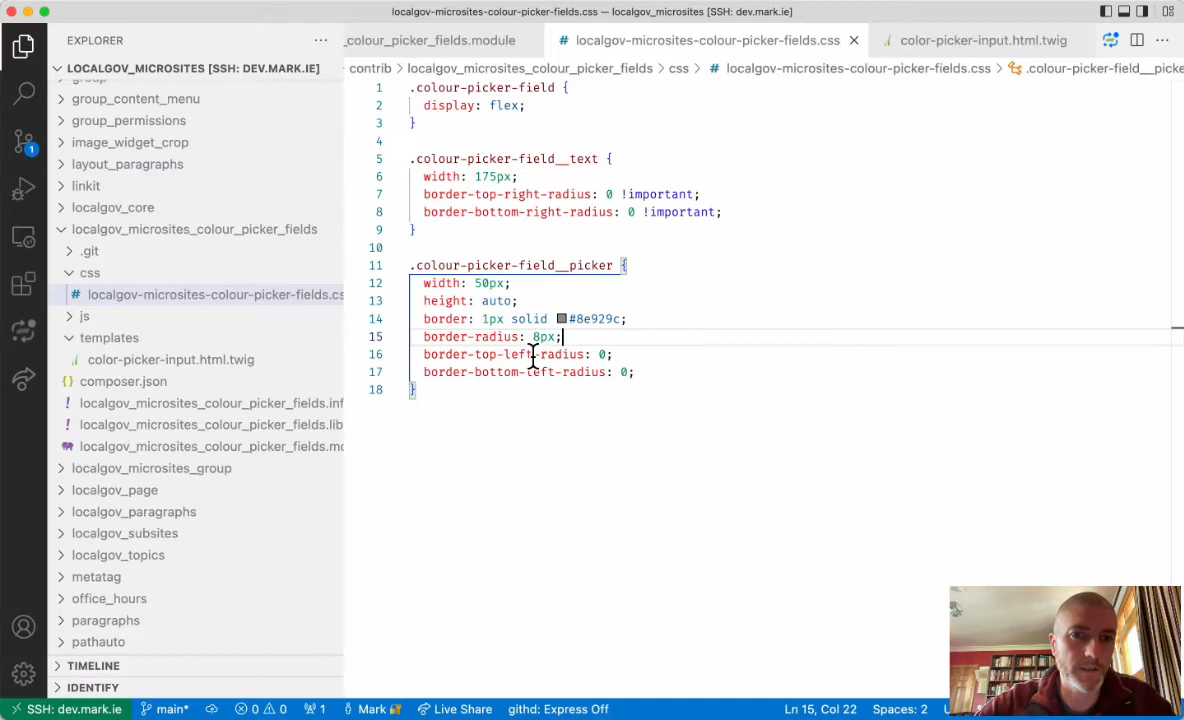 localgov-microsites-colour-picker-fields.css — localgov_microsites [SSH: dev.mark.ie]
EXPLORER
_colour_picker_fields.module
# localgov-microsites-colour-picker-fields.css
color-picker-input.html.twig
LOCALGOV_MICROSITES [SSH: DEV.MARK.IE]
contrib > localgov_microsites_colour_picker_fields > css > # localgov-microsites-colour-picker-fields.css > .colour-picker-field__picke
group
group_content_menu
group_permissions
image_widget_crop
layout_paragraphs
linkit
localgov_core
localgov_microsites_colour_picker_fields
.git
css
# localgov-microsites-colour-picker-fields.cs
js
templates
color-picker-input.html.twig
{} composer.json
! localgov_microsites_colour_picker_fields.inf
! localgov_microsites_colour_picker_fields.lib
localgov_microsites_colour_picker_fields.mo
localgov_microsites_group
localgov_page
localgov_paragraphs
localgov_subsites
localgov_topics
metatag
office_hours
paragraphs
pathauto
TIMELINE
IDENTIFY
1
1 .colour-picker-field {
2 display: flex;
3 }
4
5 .colour-picker-field__text {
6 width: 175px;
7 border-top-right-radius: 0 !important;
8 border-bottom-right-radius: 0 !important;
9 }
10
11 .colour-picker-field__picker {
12 width: 50px;
13 height: auto;
14 border: 1px solid #8e929c;
15 border-radius: 8px;
16 border-top-left-radius: 0;
17 border-bottom-left-radius: 0;
18 }
SSH: dev.mark.ie main* 0 0 1 Mark Live Share githd: Express Off Ln 15, Col 22 Spaces: 2